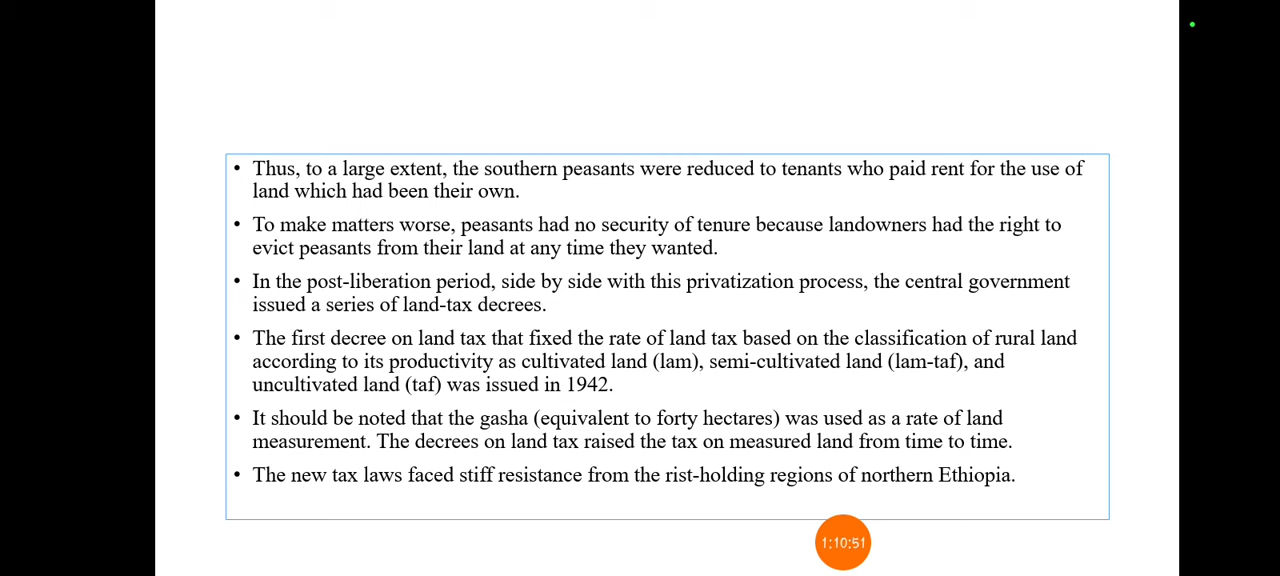 • Thus, to a large extent, the southern peasants were reduced to tenants who paid rent for the use of
land which had been their own.
• To make matters worse, peasants had no security of tenure because landowners had the right to
evict peasants from their land at any time they wanted.
• In the post-liberation period, side by side with this privatization process, the central government
issued a series of land-tax decrees.
• The first decree on land tax that fixed the rate of land tax based on the classification of rural land
according to its productivity as cultivated land (lam), semi-cultivated land (lam-taf), and
uncultivated land (taf) was issued in 1942.
• It should be noted that the gasha (equivalent to forty hectares) was used as a rate of land
measurement. The decrees on land tax raised the tax on measured land from time to time.
• The new tax laws faced stiff resistance from the rist-holding regions of northern Ethiopia.
1:10:51